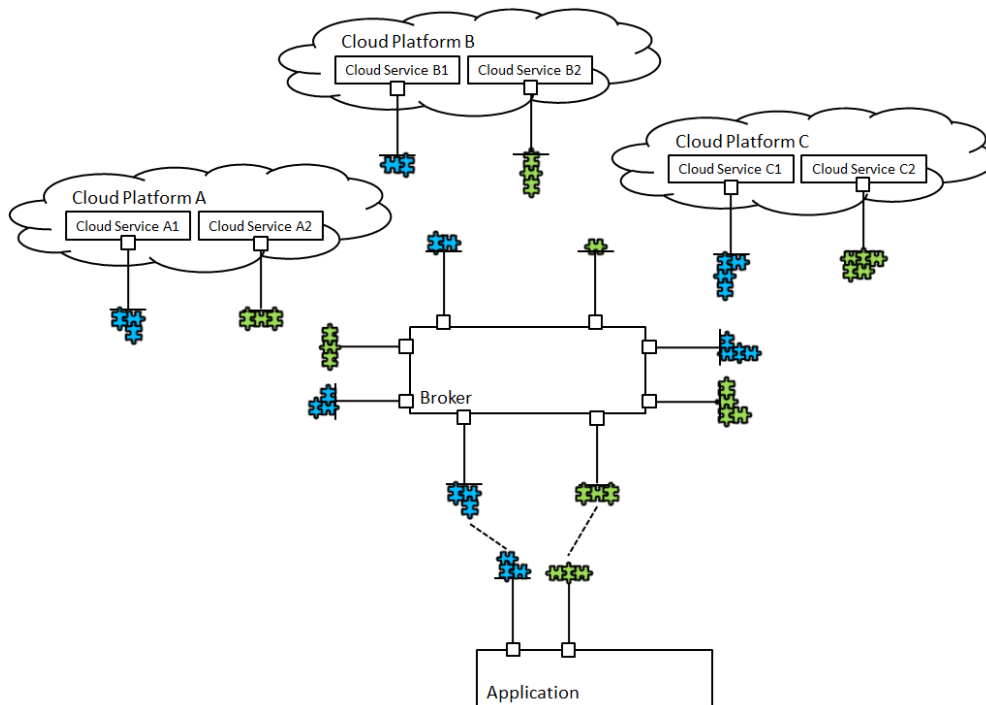 Cloud Platform B
Cloud Service B1
Cloud Service B2
Cloud Platform C
Cloud Service C1
Cloud Service C2
Cloud Platform A
Cloud Service A1
Cloud Service A2
Broker
Application